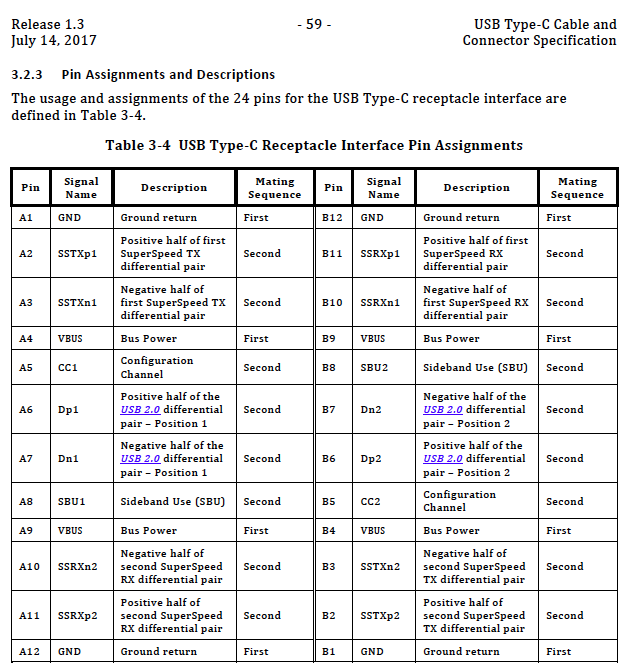 Release 1.3 - 59 - USB Type-C Cable and
July 14, 2017 Connector Specification
3.2.3 Pin Assignments and Descriptions
The usage and assignments of the 24 pins for the USB Type-C receptacle interface are
defined in Table 3-4.
Table 3-4 USB Type-C Receptacle Interface Pin Assignments
Pin Signal Name Description Mating Sequence Pin Signal Name Description Mating Sequence
A1 GND Ground return First B12 GND Ground return First
A2 SSTXp1 Positive half of first SuperSpeed TX differential pair Second B11 SSRXp1 Positive half of first SuperSpeed RX differential pair Second
A3 SSTXn1 Negative half of first SuperSpeed TX differential pair Second B10 SSRXn1 Negative half of first SuperSpeed RX differential pair Second
A4 VBUS Bus Power First B9 VBUS Bus Power First
A5 CC1 Configuration Channel Second B8 SBU2 Sideband Use (SBU) Second
A6 Dp1 Positive half of the USB 2.0 differential pair – Position 1 Second B7 Dn2 Negative half of the USB 2.0 differential pair – Position 2 Second
A7 Dn1 Negative half of the USB 2.0 differential pair – Position 1 Second B6 Dp2 Positive half of the USB 2.0 differential pair – Position 2 Second
A8 SBU1 Sideband Use (SBU) Second B5 CC2 Configuration Channel Second
A9 VBUS Bus Power First B4 VBUS Bus Power First
A10 SSRXn2 Negative half of second SuperSpeed RX differential pair Second B3 SSTXn2 Negative half of second SuperSpeed TX differential pair Second
A11 SSRXp2 Positive half of second SuperSpeed RX differential pair Second B2 SSTXp2 Positive half of second SuperSpeed TX differential pair Second
A12 GND Ground return First B1 GND Ground return First